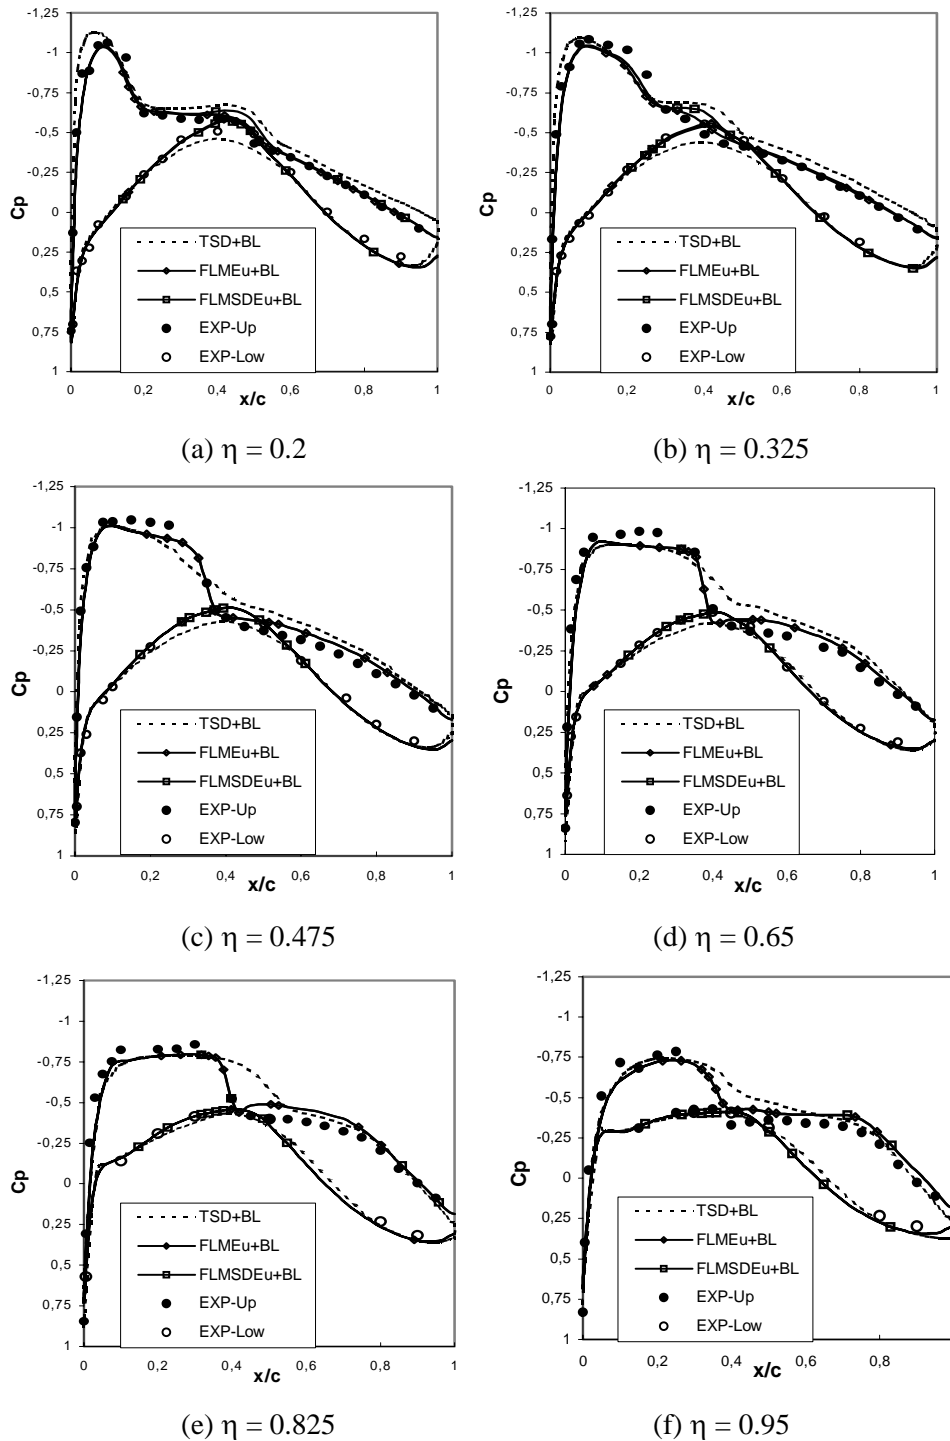 -1,25
-1
-0,75
-0,5
-0,25
0
0,25
0,5
0,75
1
Cp
0 0,2 0,4 0,6 0,8 1
x/c
TSD+BL
FLMEu+BL
FLMSDEu+BL
EXP-Up
EXP-Low
(a) η = 0.2
-1,25
-1
-0,75
-0,5
-0,25
0
0,25
0,5
0,75
1
Cp
0 0,2 0,4 0,6 0,8 1
x/c
TSD+BL
FLMEu+BL
FLMSDEu+BL
EXP-Up
EXP-Low
(b) η = 0.325
-1,25
-1
-0,75
-0,5
-0,25
0
0,25
0,5
0,75
1
Cp
0 0,2 0,4 0,6 0,8 1
x/c
TSD+BL
FLMEu+BL
FLMSDEu+BL
EXP-Up
EXP-Low
(c) η = 0.475
-1,25
-1
-0,75
-0,5
-0,25
0
0,25
0,5
0,75
1
Cp
0 0,2 0,4 0,6 0,8 1
x/c
TSD+BL
FLMEu+BL
FLMSDEu+BL
EXP-Up
EXP-Low
(d) η = 0.65
-1,25
-1
-0,75
-0,5
-0,25
0
0,25
0,5
0,75
1
Cp
0 0,2 0,4 0,6 0,8 1
x/c
TSD+BL
FLMEu+BL
FLMSDEu+BL
EXP-Up
EXP-Low
(e) η = 0.825
-1,25
-1
-0,75
-0,5
-0,25
0
0,25
0,5
0,75
1
Cp
0 0,2 0,4 0,6 0,8
x/c
TSD+BL
FLMEu+BL
FLMSDEu+BL
EXP-Up
EXP-Low
(f) η = 0.95